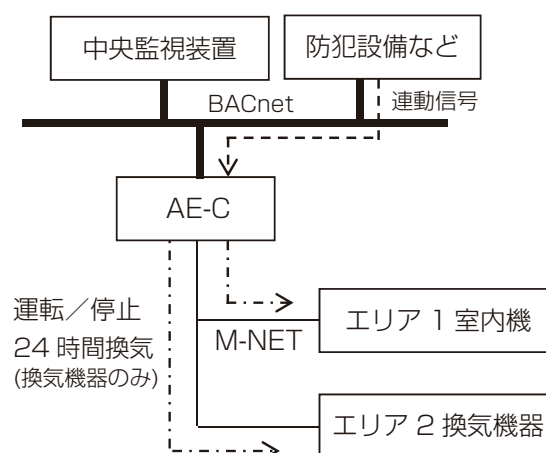 中央監視装置
防犯設備など
BACnet
連動信号
AE-C
運転／停止
24 時間換気
(換気機器のみ)
M-NET
エリア 1 室内機
エリア 2 換気機器